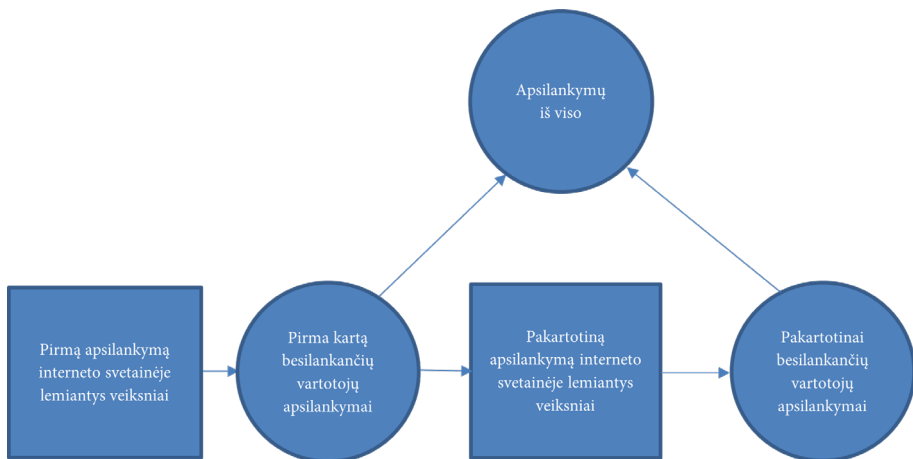 Apsilankymų
iš viso
Pirmą apsilankymą
interneto svetainėje
lemiantys veiksniai
Pirma kartą
besilankančių
vartotojų
apsilankymai
Pakartotiną
apsilankymą interneto
svetainėje lemiantys
veiksniai
Pakartotinai
besilankančių
vartotojų
apsilankymai